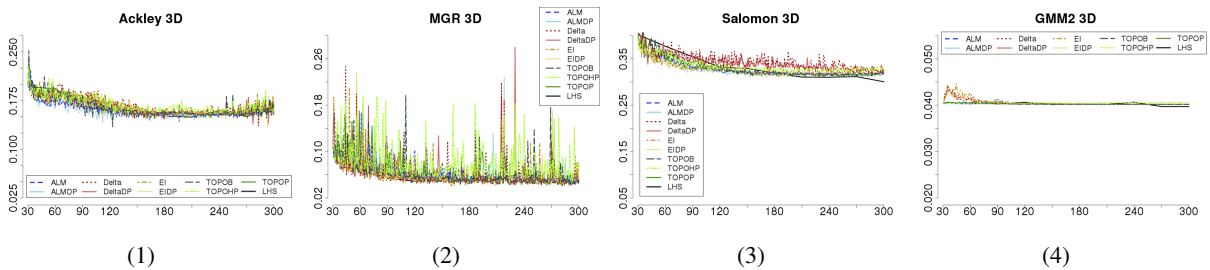 Ackley 3D
0.250
0.175
0.100
0.025
ALM
ALMDP
Delta
DeltaDP
EI
EIDP
TOPOB
TOPOHP
TOPOP
LHS
30 60 90 120 180 240 300
(1)
MGR 3D
0.26
0.18
0.10
0.02
ALM
ALMDP
Delta
DeltaDP
EI
EIDP
TOPOB
TOPOHP
TOPOP
LHS
30 60 90 120 180 240 300
(2)
Salomon 3D
0.35
0.25
0.15
0.05
ALM
ALMDP
Delta
DeltaDP
EI
EIDP
TOPOB
TOPOHP
TOPOP
LHS
30 60 90 120 180 240 300
(3)
GMM2 3D
0.050
0.040
0.030
0.020
ALM
ALMDP
Delta
DeltaDP
EI
EIDP
TOPOB
TOPOHP
TOPOP
LHS
30 60 90 120 180 240 300
(4)